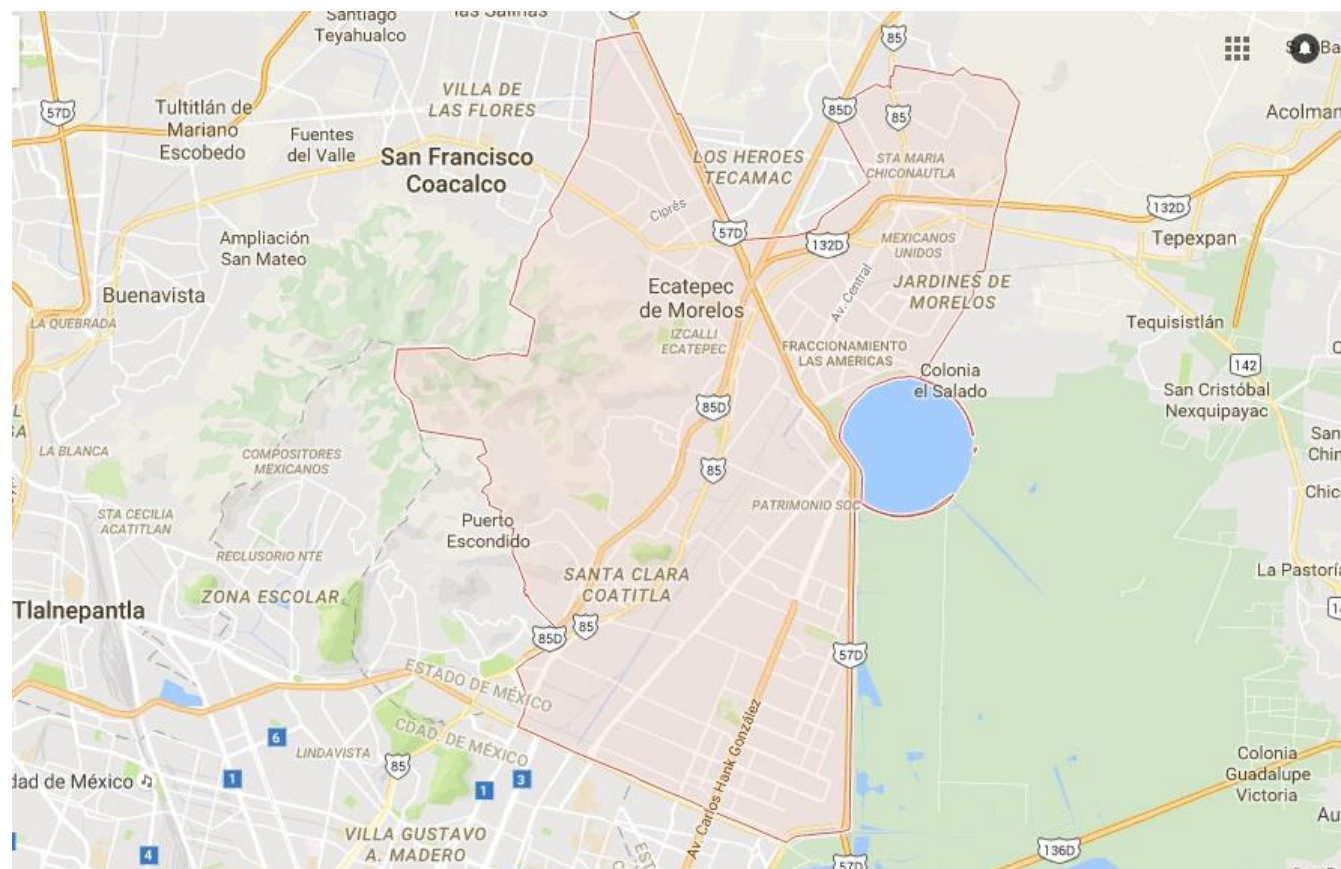 Santiago
Teyahualco
las Salinas
85
57D
Tultitlán de
Mariano
Escobedo
VILLA DE
LAS FLORES
Fuentes
del Valle
San Francisco
Coacalco
85D
85
Acolman
LOS HEROES
TECAMAC
STA MARIA
CHICONAUTLA
Ciprés
57D
132D
132D
Tepexpan
Ampliación
San Mateo
MEXICANOS
UNIDOS
Buenavista
Ecatepec
de Morelos
Av. Central
JARDINES DE
MORELOS
LA QUEBRADA
IZCALLI
ECATEPEC
Tequisistlán
FRACCIONAMIENTO
LAS AMERICAS
142
Colonia
el Salado
San Cristóbal
Nexquipayac
85D
San
Chin
LA BLANCA
COMPOSITORES
MEXICANOS
85
Chic
PATRIMONIO SOC
STA CECILIA
ACATITLAN
Puerto
Escondido
RECLUSORIO NTE
SANTA CLARA
COATITLA
La Pastoría
ZONA ESCOLAR
Tlalnepantla
85D
85
57D
ESTADO DE MÉXICO
CDAD. DE MÉXICO
Av. Carlos Hank González
6
LINDAVISTA
85
dad de México
1
1
3
Colonia
Guadalupe
Victoria
VILLA GUSTAVO
A. MADERO
4
57D
136D
Au